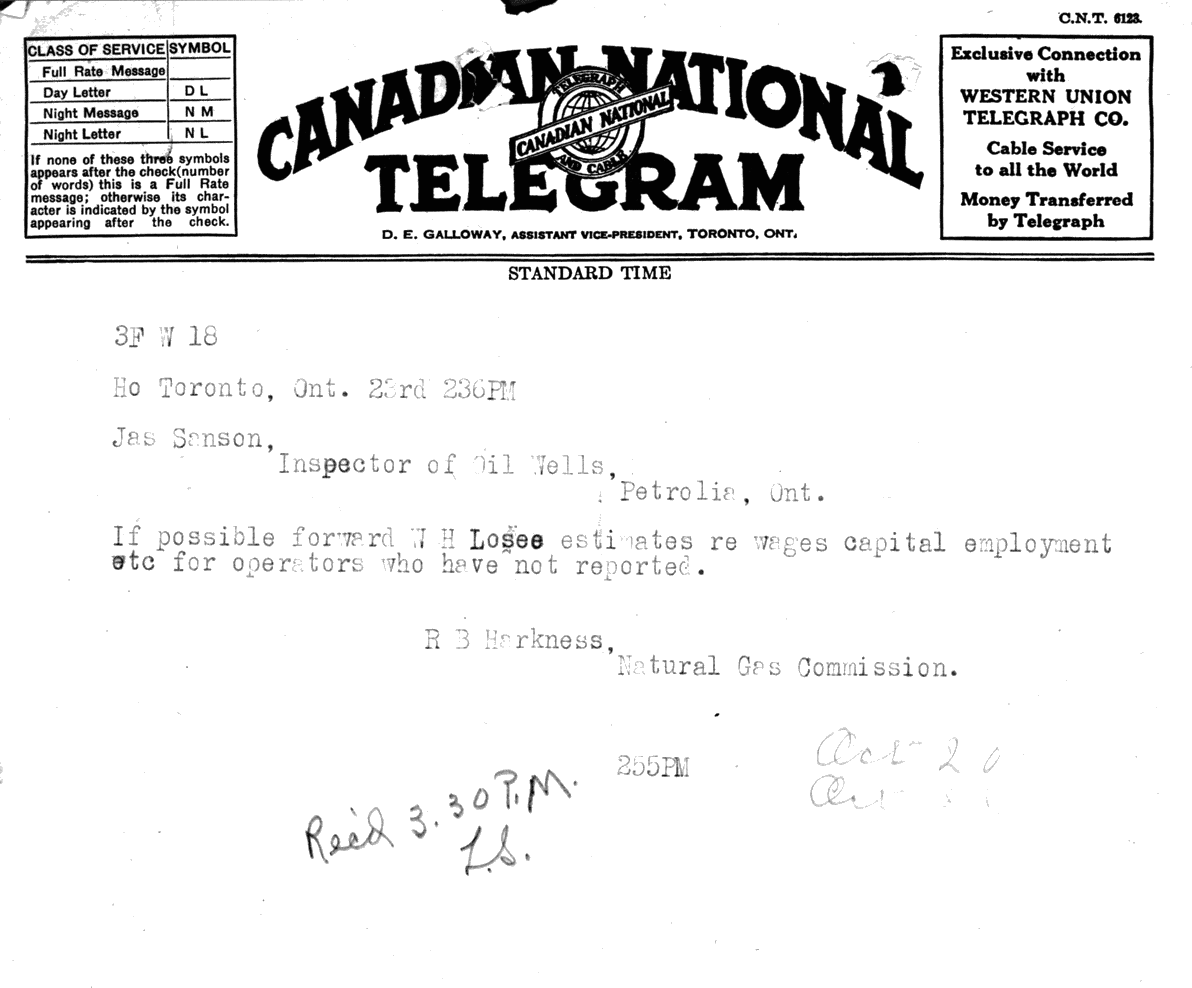 C.N.T. 6123.
CLASS OF SERVICE SYMBOL
Full Rate Message
Day Letter D L
Night Message N M
Night Letter N L
If none of these three symbols
appears after the check(number
of words) this is a Full Rate
message; otherwise its char-
acter is indicated by the symbol
appearing after the check.
CANADIAN NATIONAL
TELEGRAPH
CANADIAN NATIONAL
AND CABLE
TELEGRAM
D. E. GALLOWAY, ASSISTANT VICE-PRESIDENT, TORONTO, ONT.
Exclusive Connection
with
WESTERN UNION
TELEGRAPH CO.
Cable Service
to all the World
Money Transferred
by Telegraph
STANDARD TIME
3F W 18
Ho Toronto, Ont. 23rd 236PM
Jas Sanson,
Inspector of Oil Wells,
Petrolia, Ont.
If possible forward W H Losee estimates re wages capital employment
etc for operators who have not reported.
R B Harkness,
Natural Gas Commission.
255PM
Rec'd 3.30 P.M.
L.S.
Oct 20
Oct